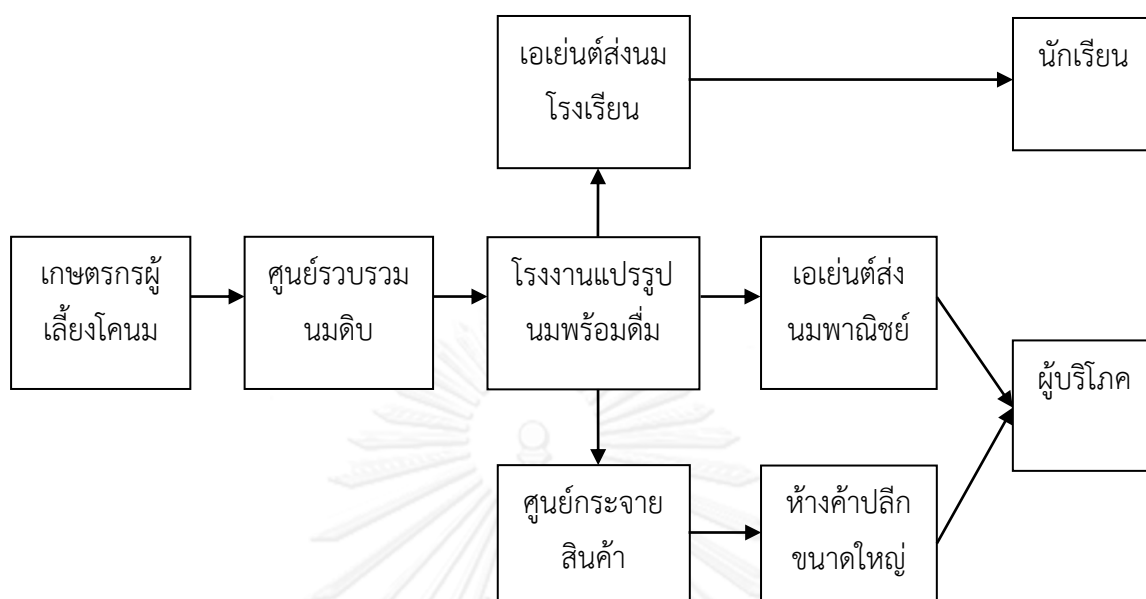 เอเย่นต์ส่งนม
โรงเรียน
นักเรียน
เกษตรกรผู้
เลี้ยงโคนม
ศูนย์รวบรวม
นมดิบ
โรงงานแปรรูป
นมพร้อมดื่ม
เอเย่นต์ส่ง
นมพาณิชย์
ผู้บริโภค
ศูนย์กระจาย
สินค้า
ห้างค้าปลีก
ขนาดใหญ่